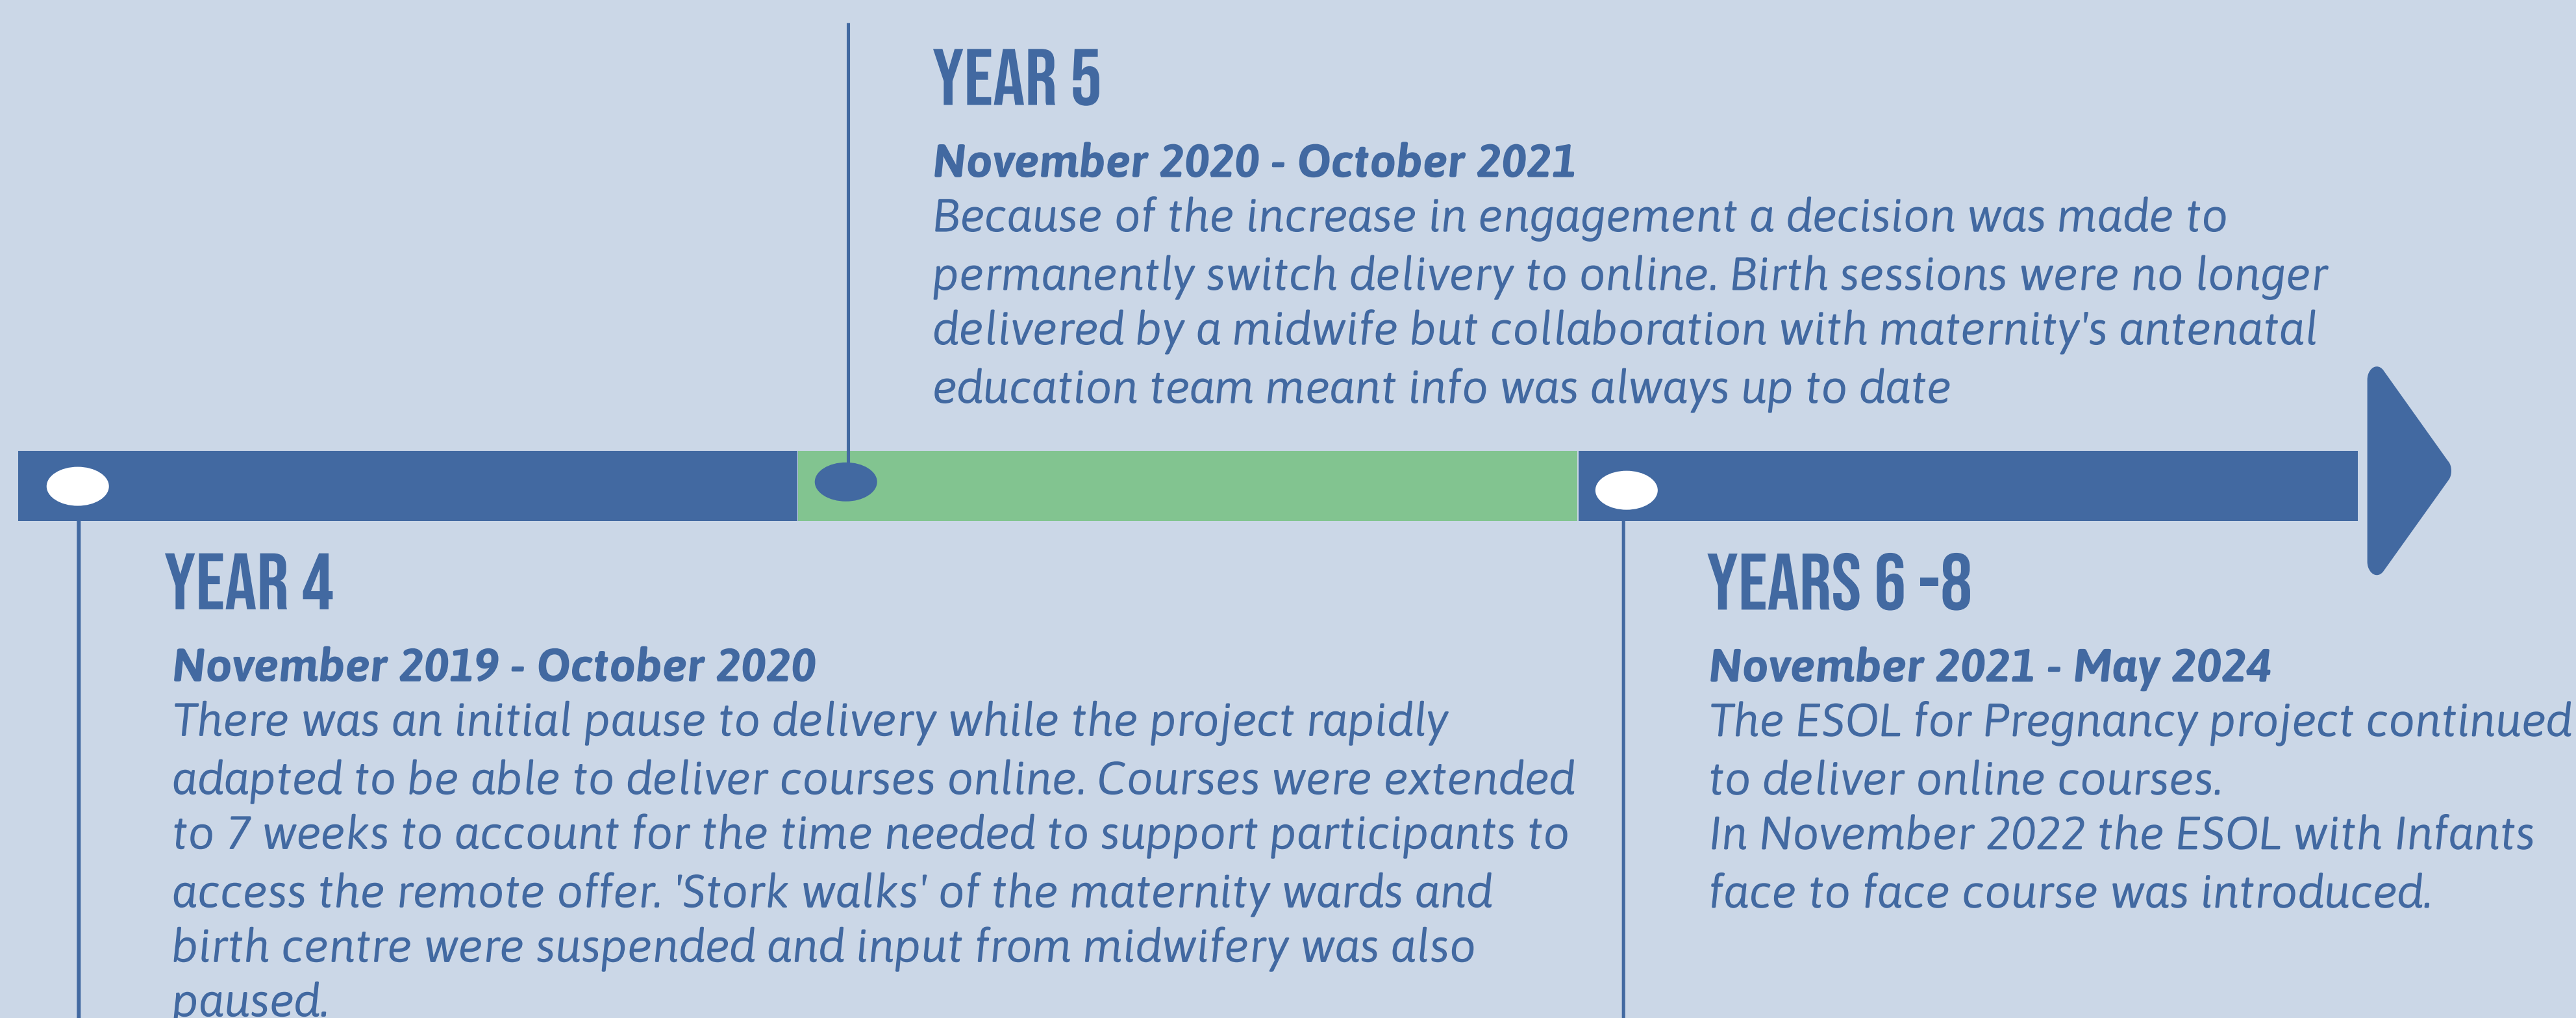 YEAR 5
November 2020 - October 2021
Because of the increase in engagement a decision was made to
permanently switch delivery to online. Birth sessions were no longer
delivered by a midwife but collaboration with maternity's antenatal
education team meant info was always up to date
YEAR 4
November 2019 - October 2020
There was an initial pause to delivery while the project rapidly
adapted to be able to deliver courses online. Courses were extended
to 7 weeks to account for the time needed to support participants to
access the remote offer. 'Stork walks' of the maternity wards and
birth centre were suspended and input from midwifery was also
paused.
YEARS 6 -8
November 2021 - May 2024
The ESOL for Pregnancy project continued
to deliver online courses.
In November 2022 the ESOL with Infants
face to face course was introduced.